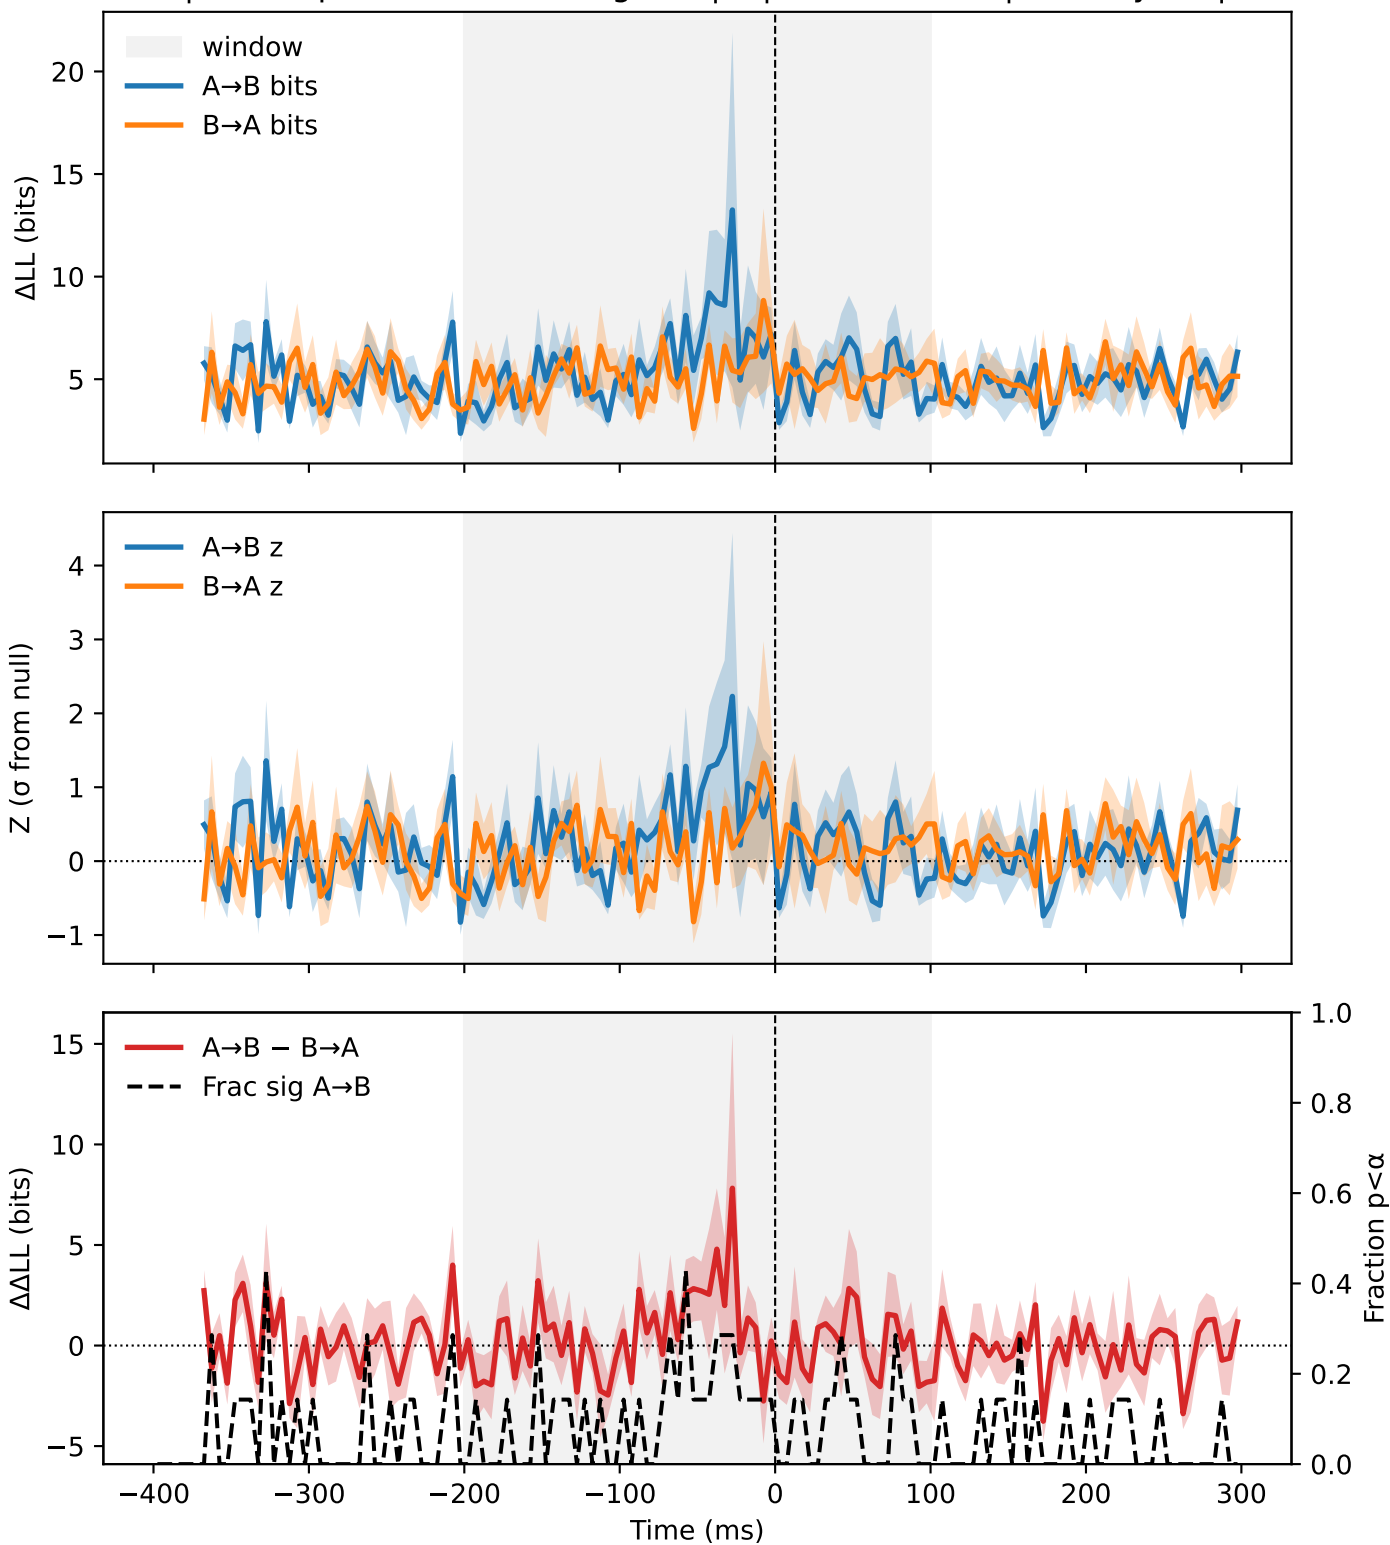 window
A→B bits
B→A bits
20
15
10
5
ΔLL (bits)
A→B z
B→A z
4
3
2
1
0
−1
Z (σ from null)
A→B − B→A
Frac sig A→B
15
10
5
0
−5
ΔΔLL (bits)
1.0
0.8
0.6
0.4
0.2
0.0
Fraction p<α
−400 −300 −200 −100 0 100 200 300
Time (ms)